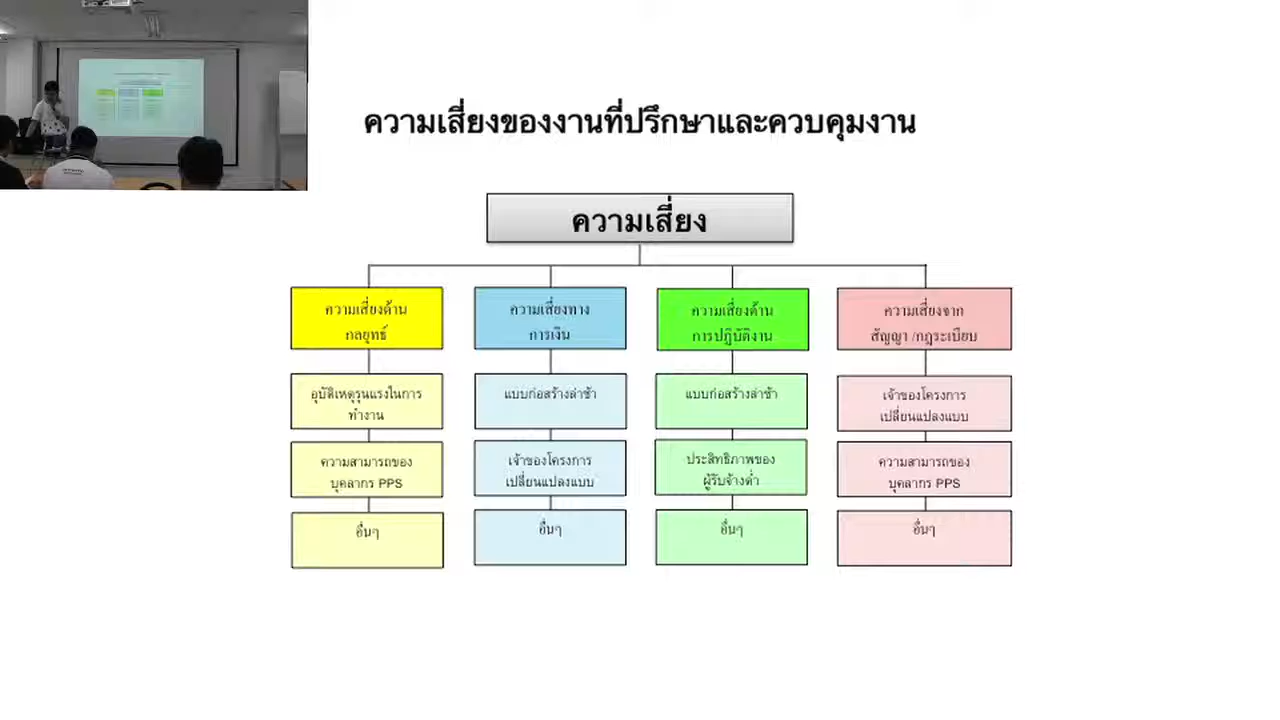 ความเสี่ยงของงานที่ปรึกษาและควบคุมงาน
ความเสี่ยง
ความเสี่ยงด้าน
กลยุทธ์
อุบัติเหตุรุนแรงในการ
ทำงาน
ความสามารถของ
บุคลากร PPS
อื่นๆ
ความเสี่ยงทาง
การเงิน
แบบก่อสร้างล่าช้า
เจ้าของโครงการ
เปลี่ยนแปลงแบบ
อื่นๆ
ความเสี่ยงด้าน
การปฏิบัติงาน
แบบก่อสร้างล่าช้า
ประสิทธิภาพของ
ผู้รับจ้างต่ำ
อื่นๆ
ความเสี่ยงจาก
สัญญา /กฎระเบียบ
เจ้าของโครงการ
เปลี่ยนแปลงแบบ
ความสามารถของ
บุคลากร PPS
อื่นๆ